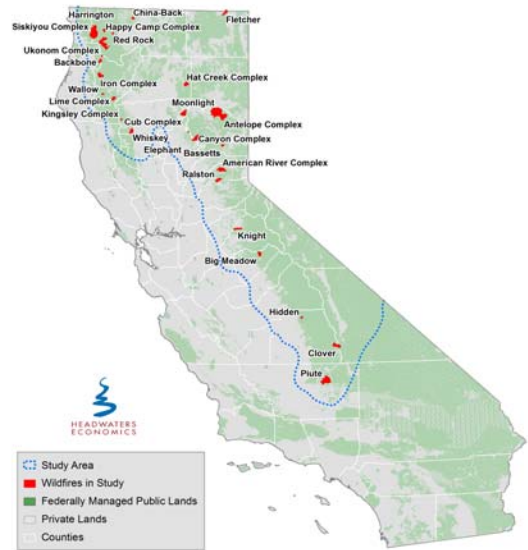 Harrington
China-Back
Fletcher
Siskiyou Complex
Happy Camp Complex
Red Rock
Ukonom Complex
Backbone
Iron Complex
Hat Creek Complex
Wallow
Lime Complex
Moonlight
Kingsley Complex
Cub Complex
Antelope Complex
Whiskey
Canyon Complex
Elephant
Bassetts
American River Complex
Ralston
Knight
Big Meadow
Hidden
Clover
Piute
HEADWATERS
ECONOMICS
Study Area
Wildfires in Study
Federally Managed Public Lands
Private Lands
Counties